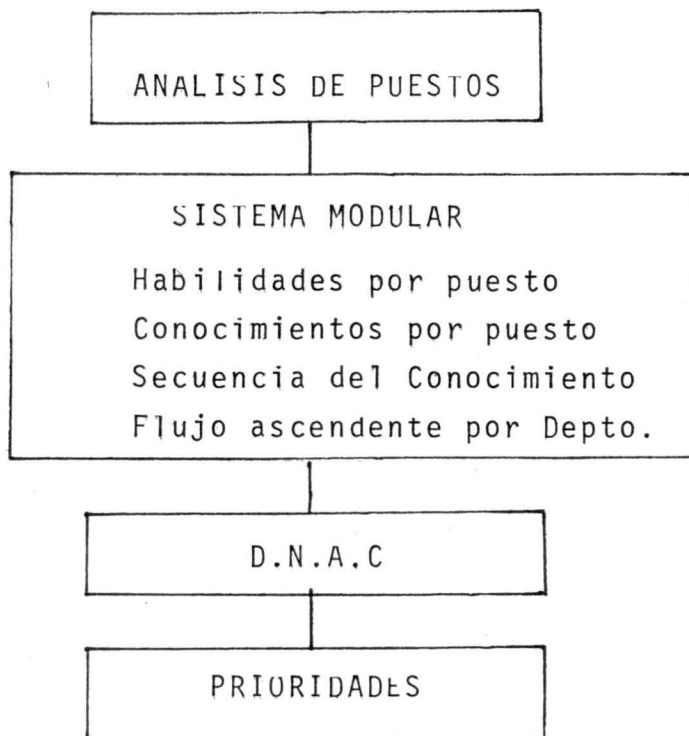 ANALISIS DE PUESTOS
SISTEMA MODULAR
Habilidades por puesto
Conocimientos por puesto
Secuencia del Conocimiento
Flujo ascendente por Depto.
D.N.A.C
PRIORIDADES